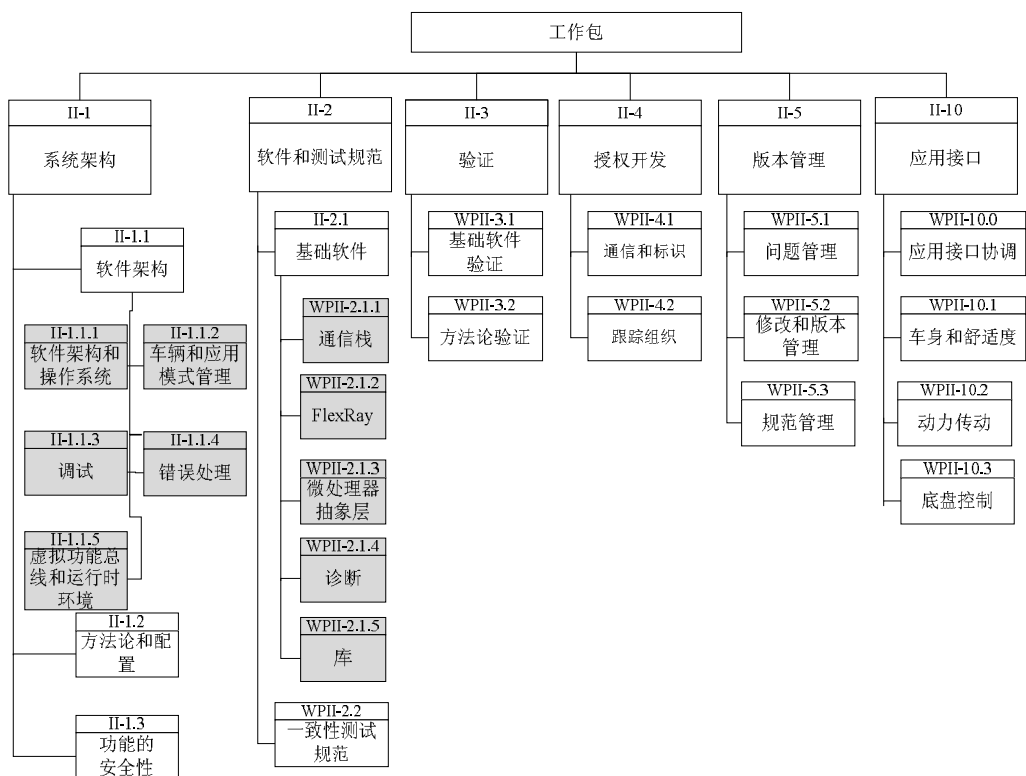 工作包
II-1
系统架构
II-1.1
软件架构
II-1.1.1
软件架构和
操作系统
II-1.1.2
车辆和应用
模式管理
II-1.1.3
调试
II-1.1.4
错误处理
II-1.1.5
虚拟功能总
线和运行时
环境
II-1.2
方法论和配
置
II-1.3
功能的
安全性
II-2
软件和测试规范
II-2.1
基础软件
WPII-2.1.1
通信栈
WPII-2.1.2
FlexRay
WPII-2.1.3
微处理器
抽象层
WPII-2.1.4
诊断
WPII-2.1.5
库
WPII-2.2
一致性测试
规范
II-3
验证
WPII-3.1
基础软件
验证
WPII-3.2
方法论验证
II-4
授权开发
WPII-4.1
通信和标识
WPII-4.2
跟踪组织
II-5
版本管理
WPII-5.1
问题管理
WPII-5.2
修改和版本
管理
WPII-5.3
规范管理
II-10
应用接口
WPII-10.0
应用接口协调
WPII-10.1
车身和舒适度
WPII-10.2
动力传动
WPII-10.3
底盘控制